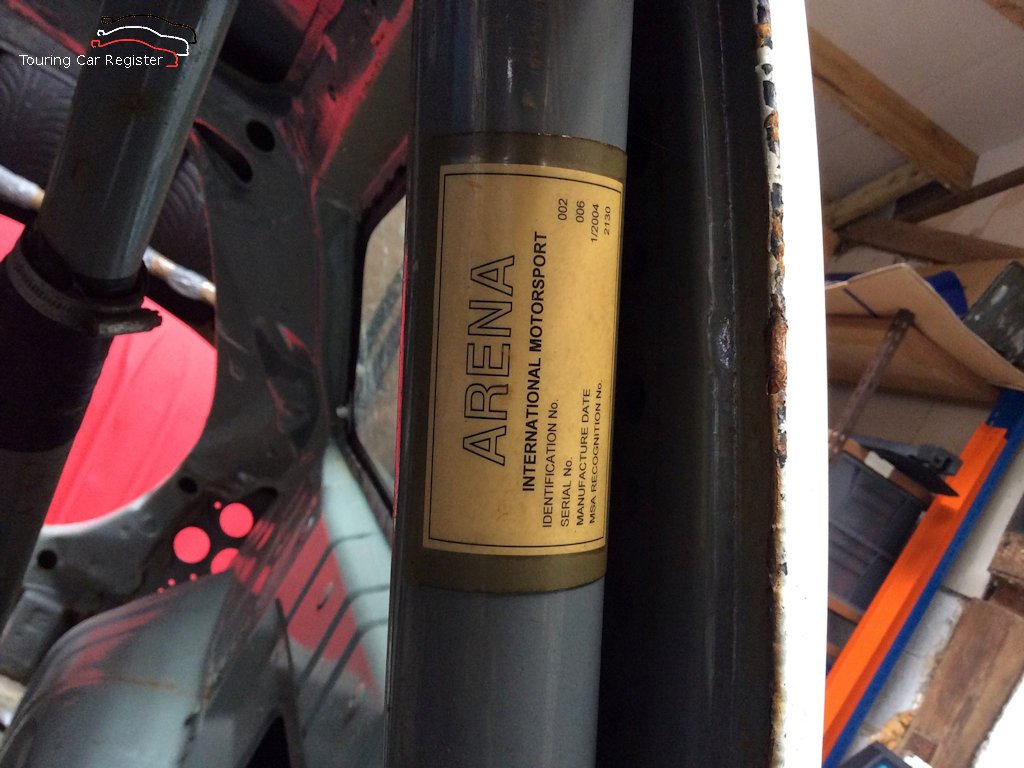 Touring Car Register
ARENA
INTERNATIONAL MOTORSPORT
IDENTIFICATION No. 002
SERIAL No. 006
MANUFACTURE DATE 1/2004
MSA RECOGNITION No. 2130